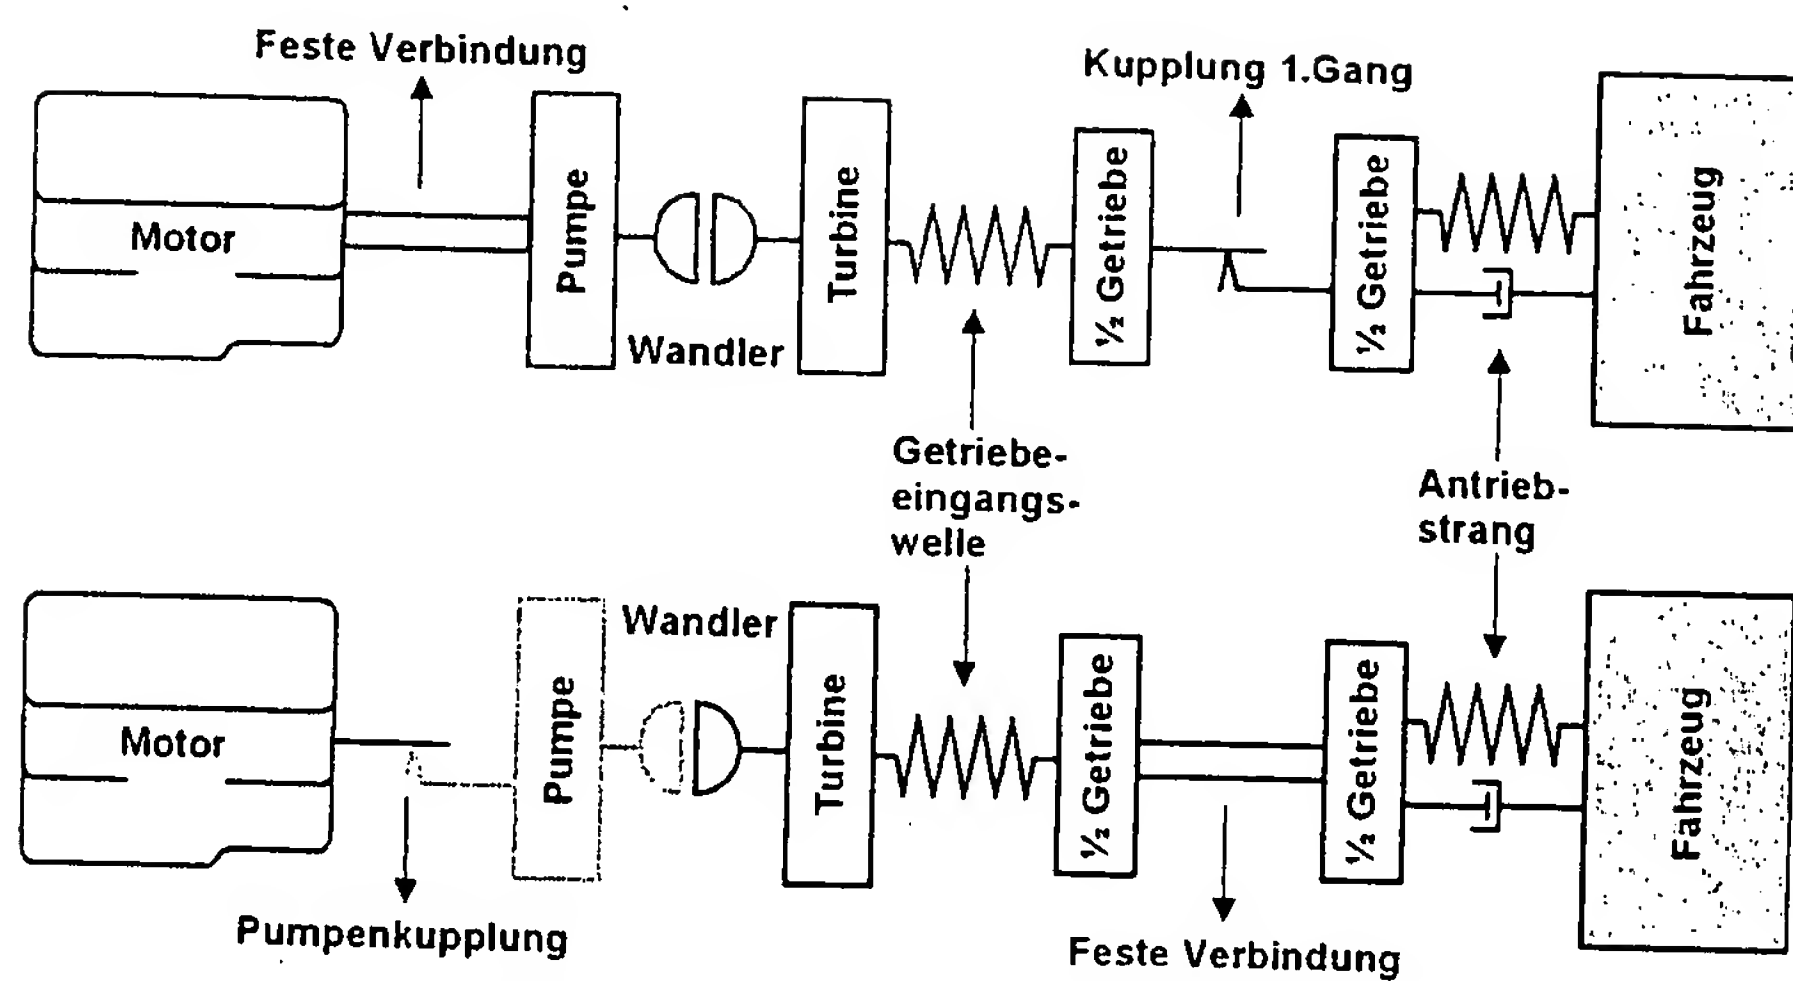 Feste Verbindung
Kupplung 1.Gang
Motor
Pumpe
Wandler
Turbine
½ Getriebe
½ Getriebe
Fahrzeug
Getriebe-
eingangs-
welle
Antrieb-
strang
Motor
Pumpe
Wandler
Turbine
½ Getriebe
½ Getriebe
Fahrzeug
Pumpenkupplung
Feste Verbindung